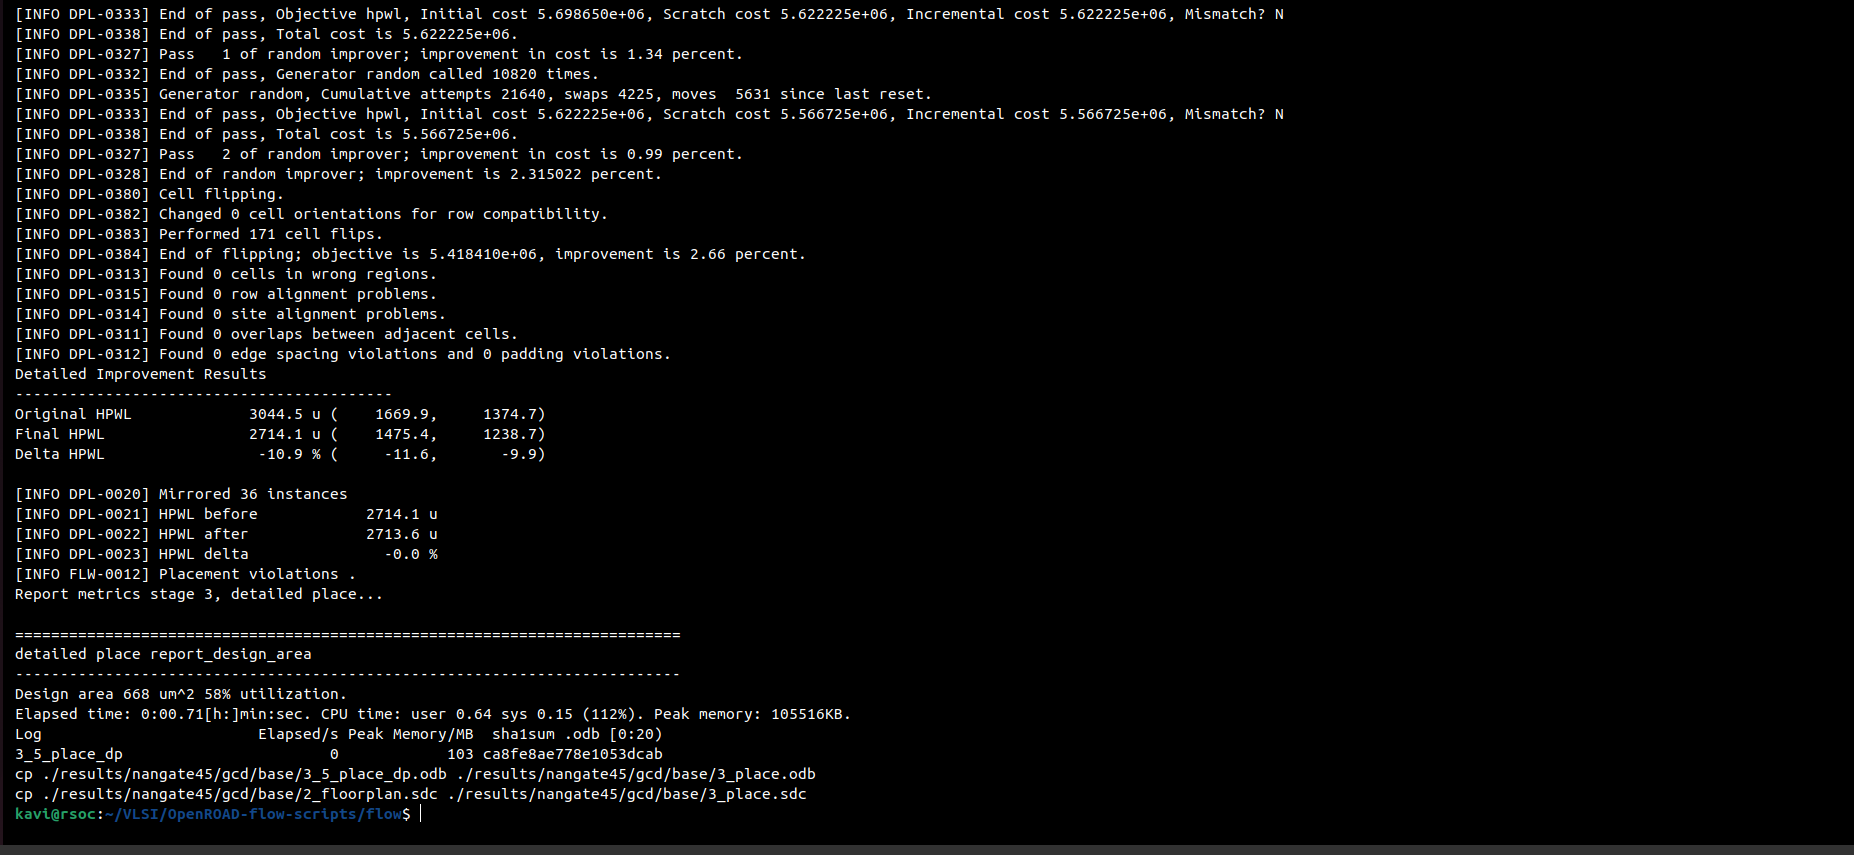 [INFO DPL-0333] End of pass, Objective hpwl, Initial cost 5.698650e+06, Scratch cost 5.622225e+06, Incremental cost 5.622225e+06, Mismatch? N
[INFO DPL-0338] End of pass, Total cost is 5.622225e+06.
[INFO DPL-0327] Pass   1 of random improver; improvement in cost is 1.34 percent.
[INFO DPL-0332] End of pass, Generator random called 10820 times.
[INFO DPL-0335] Generator random, Cumulative attempts 21640, swaps 4225, moves  5631 since last reset.
[INFO DPL-0333] End of pass, Objective hpwl, Initial cost 5.622225e+06, Scratch cost 5.566725e+06, Incremental cost 5.566725e+06, Mismatch? N
[INFO DPL-0338] End of pass, Total cost is 5.566725e+06.
[INFO DPL-0327] Pass   2 of random improver; improvement in cost is 0.99 percent.
[INFO DPL-0328] End of random improver; improvement is 2.315022 percent.
[INFO DPL-0380] Cell flipping.
[INFO DPL-0382] Changed 0 cell orientations for row compatibility.
[INFO DPL-0383] Performed 171 cell flips.
[INFO DPL-0384] End of flipping; objective is 5.418410e+06, improvement is 2.66 percent.
[INFO DPL-0313] Found 0 cells in wrong regions.
[INFO DPL-0315] Found 0 row alignment problems.
[INFO DPL-0314] Found 0 site alignment problems.
[INFO DPL-0311] Found 0 overlaps between adjacent cells.
[INFO DPL-0312] Found 0 edge spacing violations and 0 padding violations.
Detailed Improvement Results
------------------------------------------
Original HPWL             3044.5 u (    1669.9,     1374.7)
Final HPWL                2714.1 u (    1475.4,     1238.7)
Delta HPWL                 -10.9 % (     -11.6,       -9.9)

[INFO DPL-0020] Mirrored 36 instances
[INFO DPL-0021] HPWL before            2714.1 u
[INFO DPL-0022] HPWL after             2713.6 u
[INFO DPL-0023] HPWL delta               -0.0 %
[INFO FLW-0012] Placement violations .
Report metrics stage 3, detailed place...

==========================================================================
detailed place report_design_area
--------------------------------------------------------------------------
Design area 668 um^2 58% utilization.
Elapsed time: 0:00.71[h:]min:sec. CPU time: user 0.64 sys 0.15 (112%). Peak memory: 105516KB.
Log                        Elapsed/s Peak Memory/MB  sha1sum .odb [0:20)
3_5_place_dp                       0            103 ca8fe8ae778e1053dcab
cp ./results/nangate45/gcd/base/3_5_place_dp.odb ./results/nangate45/gcd/base/3_place.odb
cp ./results/nangate45/gcd/base/2_floorplan.sdc ./results/nangate45/gcd/base/3_place.sdc
kavi@rsoc:~/VLSI/OpenROAD-flow-scripts/flow$